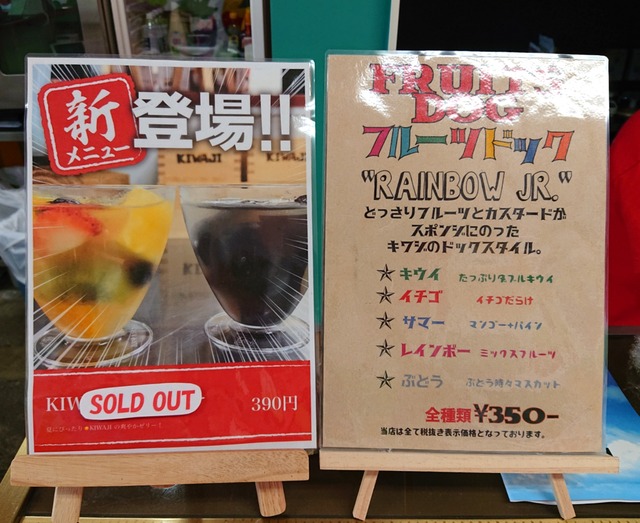 新
メニュー
登場!!
KIWAJI
KIWAJI
SOLD OUT
390円
FRUITS
DOG
フルーツドック
"RAINBOW JR."
どっさりフルーツとカスタードが
スポンジにのった
キワジのドックスタイル。
キウイ たっぷりダブルキウイ
イチゴ イチゴだらけ
サマー マンゴー+パイン
レインボー ミックスフルーツ
ぶどう ぶどう時々マスカット
全種類¥350-
当店は全て税抜き表示価格となっております。